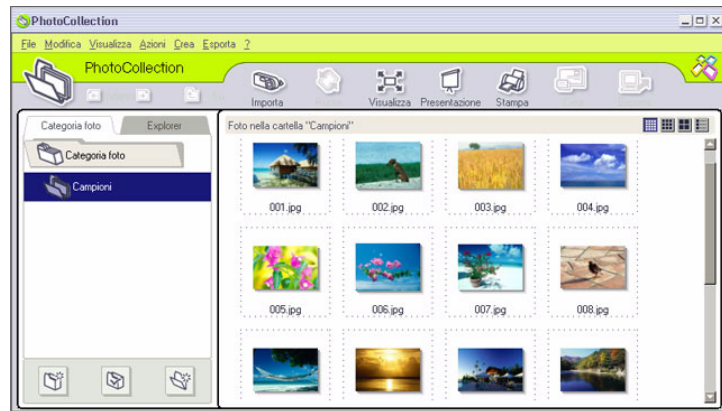 PhotoCollection
File Modifica Visualizza Azioni Crea Esporta ?
PhotoCollection
Importa Visualizza Presentazione Stampa
Categoria foto Explorer
Foto nella cartella "Campioni"
Categoria foto
Campioni
001.jpg 002.jpg 003.jpg 004.jpg
005.jpg 006.jpg 007.jpg 008.jpg